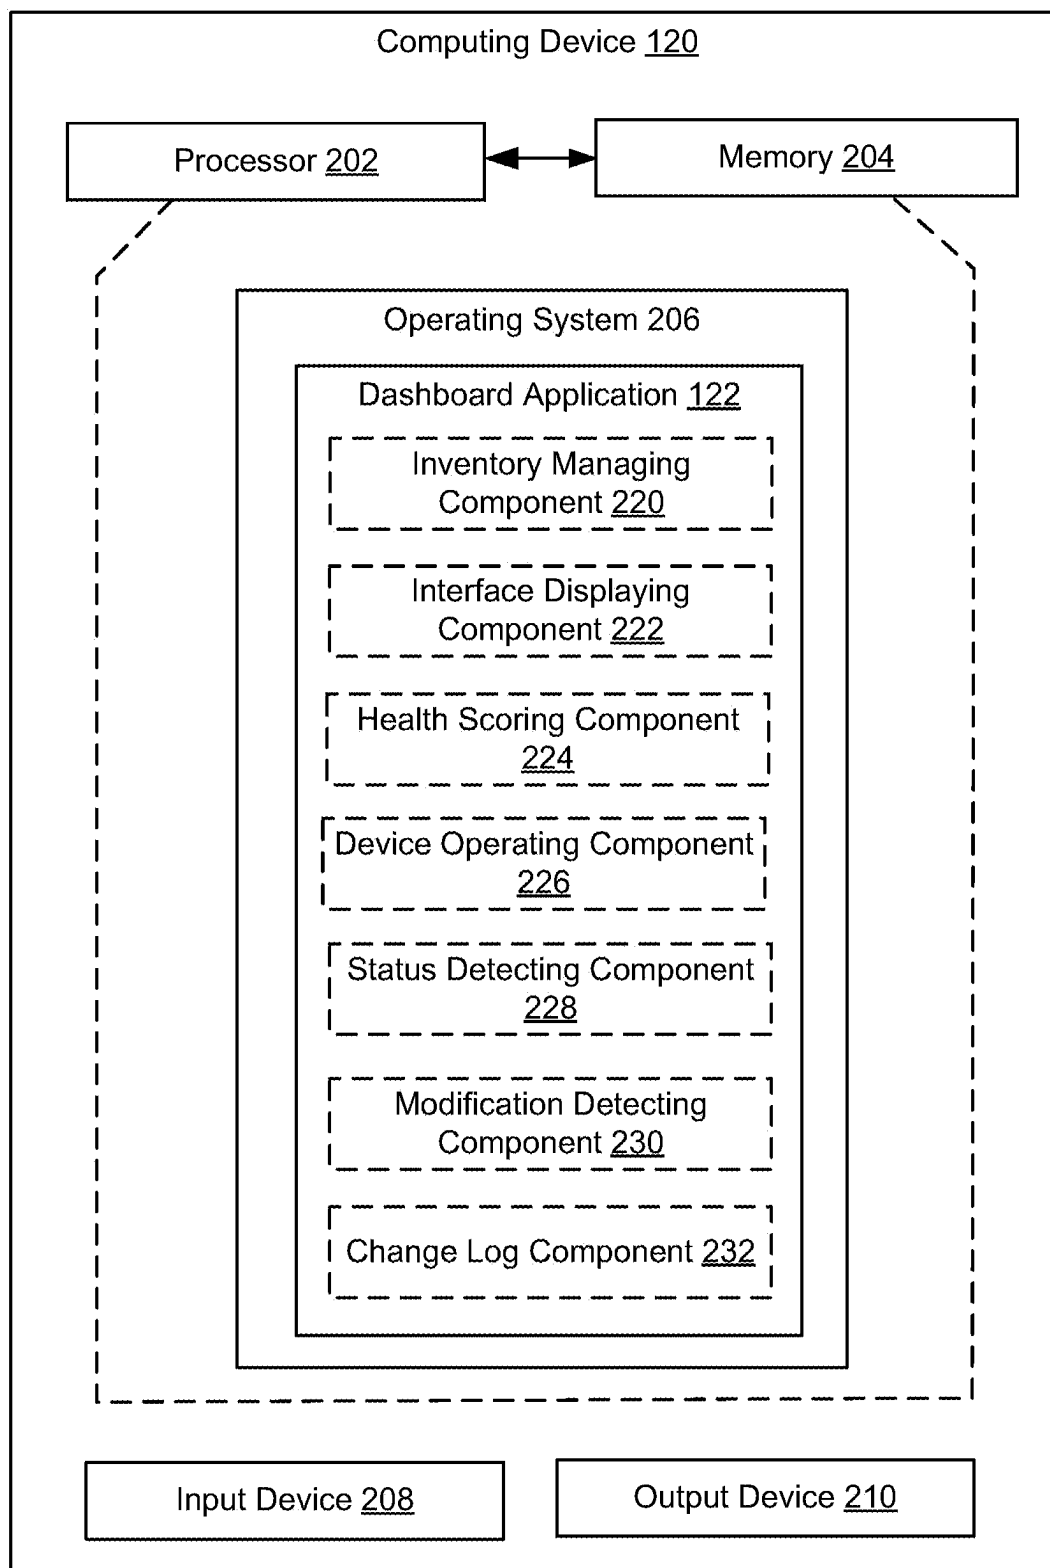 Computing Device 120
Processor 202
Memory 204
Operating System 206
Dashboard Application 122
Inventory Managing
Component 220
Interface Displaying
Component 222
Health Scoring Component
224
Device Operating Component
226
Status Detecting Component
228
Modification Detecting
Component 230
Change Log Component 232
Input Device 208
Output Device 210